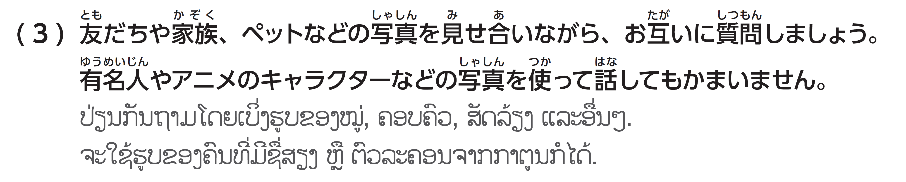 (3) 友だちや家族、ペットなどの写真を見せ合いながら、お互いに質問しましょう。
有名人やアニメのキャラクターなどの写真を使って話してもかまいません。
ປ່ຽນກັນຖາມໂດຍເບິ່ງຮູບຂອງໝູ່, ຄອບຄົວ, ສັດລ້ຽງ ແລະອື່ນໆ.
ຈະໃຊ້ຮູບຂອງຄົນທີ່ມີຊື່ສຽງ ຫຼື ຕົວລະຄອນຈາກກາຕູນກໍໄດ້.